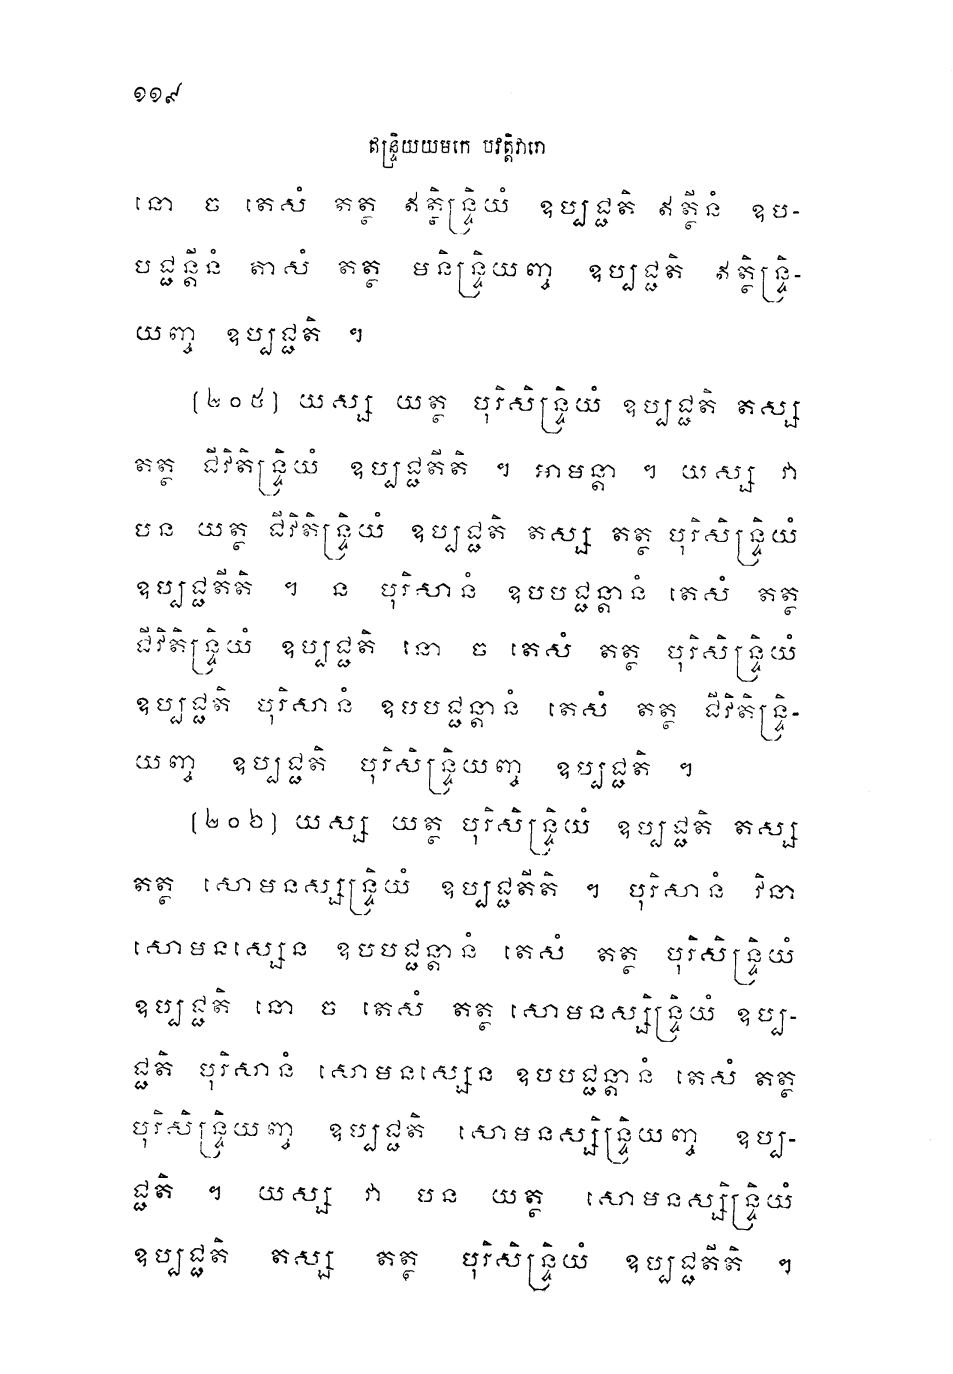 ១១៩
ឥន្ទ្រិយយមកេ បវត្តិវារោ
នោ ច តេសំ តត្ថ ឥត្ថិន្ទ្រិយំ ឧប្បជ្ជតិ ឥត្ថីនំ ឧប-
បជ្ជន្តីនំ តាសំ តត្ថ មនិន្ទ្រិយញ្ច ឧប្បជ្ជតិ ឥត្ថិន្ទ្រិ-
យញ្ច ឧប្បជ្ជតិ ។
(២០៥) យស្ស យត្ថ បុរិសិន្ទ្រិយំ ឧប្បជ្ជតិ តស្ស
តត្ថ ជីវិតិន្ទ្រិយំ ឧប្បជ្ជតីតិ ។ អាមន្តា ។ យស្ស វា
បន យត្ថ ជីវិតិន្ទ្រិយំ ឧប្បជ្ជតិ តស្ស តត្ថ បុរិសិន្ទ្រិយំ
ឧប្បជ្ជតីតិ ។ ន បុរិសានំ ឧបបជ្ជន្តានំ តេសំ តត្ថ
ជីវិតិន្ទ្រិយំ ឧប្បជ្ជតិ នោ ច តេសំ តត្ថ បុរិសិន្ទ្រិយំ
ឧប្បជ្ជតិ បុរិសានំ ឧបបជ្ជន្តានំ តេសំ តត្ថ ជីវិតិន្ទ្រិ-
យញ្ច ឧប្បជ្ជតិ បុរិសិន្ទ្រិយញ្ច ឧប្បជ្ជតិ ។
(២០៦) យស្ស យត្ថ បុរិសិន្ទ្រិយំ ឧប្បជ្ជតិ តស្ស
តត្ថ សោមនស្សន្ទ្រិយំ ឧប្បជ្ជតីតិ ។ បុរិសានំ វិនា
សោមនស្សេន ឧបបជ្ជន្តានំ តេសំ តត្ថ បុរិសិន្ទ្រិយំ
ឧប្បជ្ជតិ នោ ច តេសំ តត្ថ សោមនស្សិន្ទ្រិយំ ឧប្ប-
ជ្ជតិ បុរិសានំ សោមនស្សេន ឧបបជ្ជន្តានំ តេសំ តត្ថ
បុរិសិន្ទ្រិយញ្ច ឧប្បជ្ជតិ សោមនស្សិន្ទ្រិយញ្ច ឧប្ប-
ជ្ជតិ ។ យស្ស វា បន យត្ថ សោមនស្សិន្ទ្រិយំ
ឧប្បជ្ជតិ តស្ស តត្ថ បុរិសិន្ទ្រិយំ ឧប្បជ្ជតីតិ ។